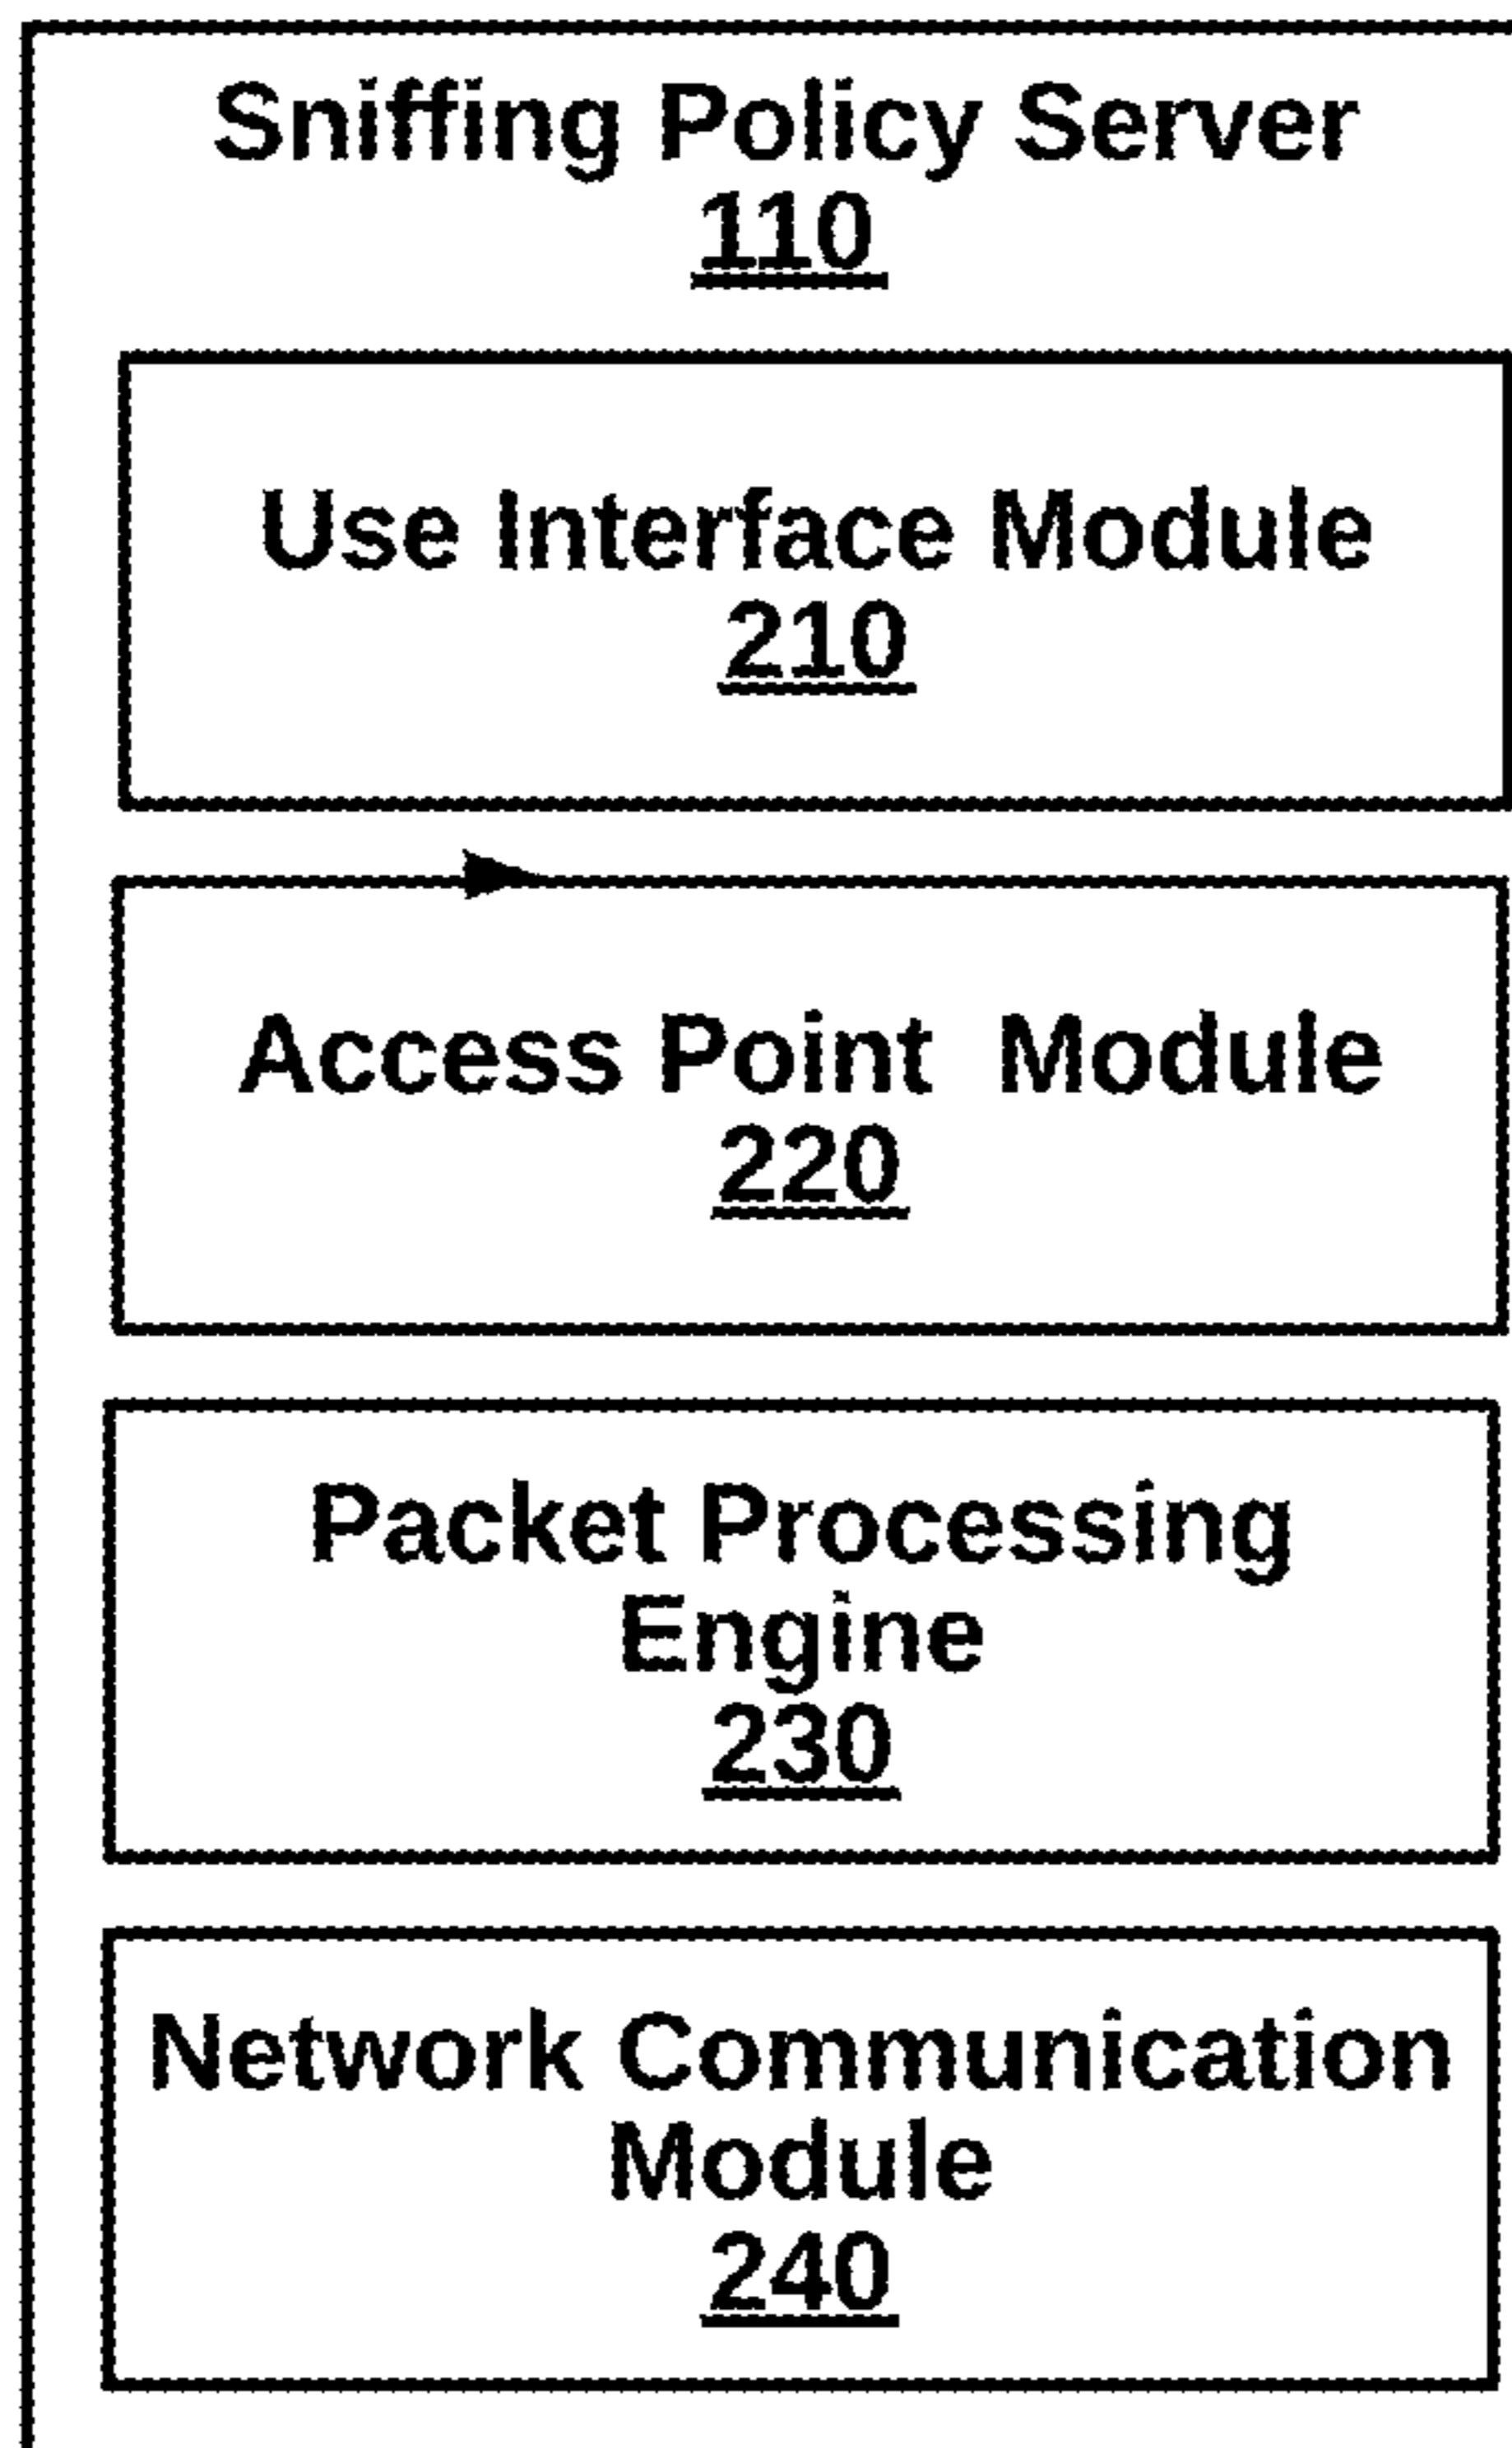 Sniffing Policy Server
110
Use Interface Module
210
Access Point Module
220
Packet Processing
Engine
230
Network Communication
Module
240